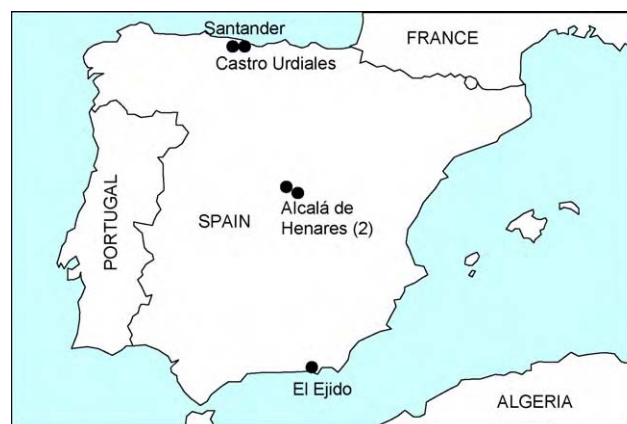 Santander
FRANCE
Castro Urdiales
PORTUGAL
SPAIN
Alcalá de
Henares (2)
El Ejido
ALGERIA